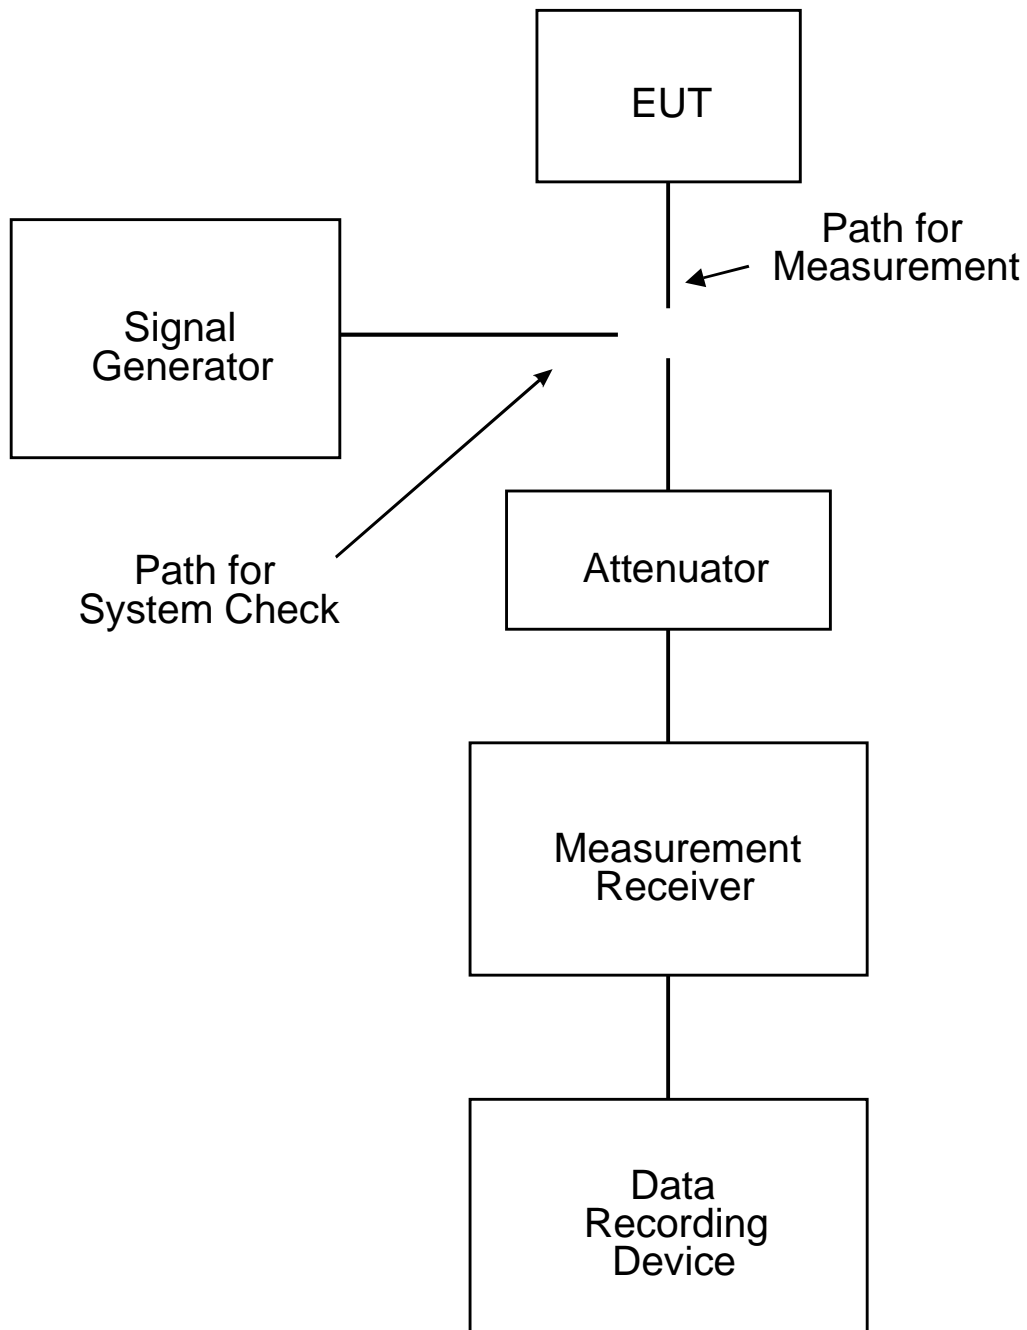 EUT
Path for
Measurement
Signal
Generator
Path for
System Check
Attenuator
Measurement
Receiver
Data
Recording
Device